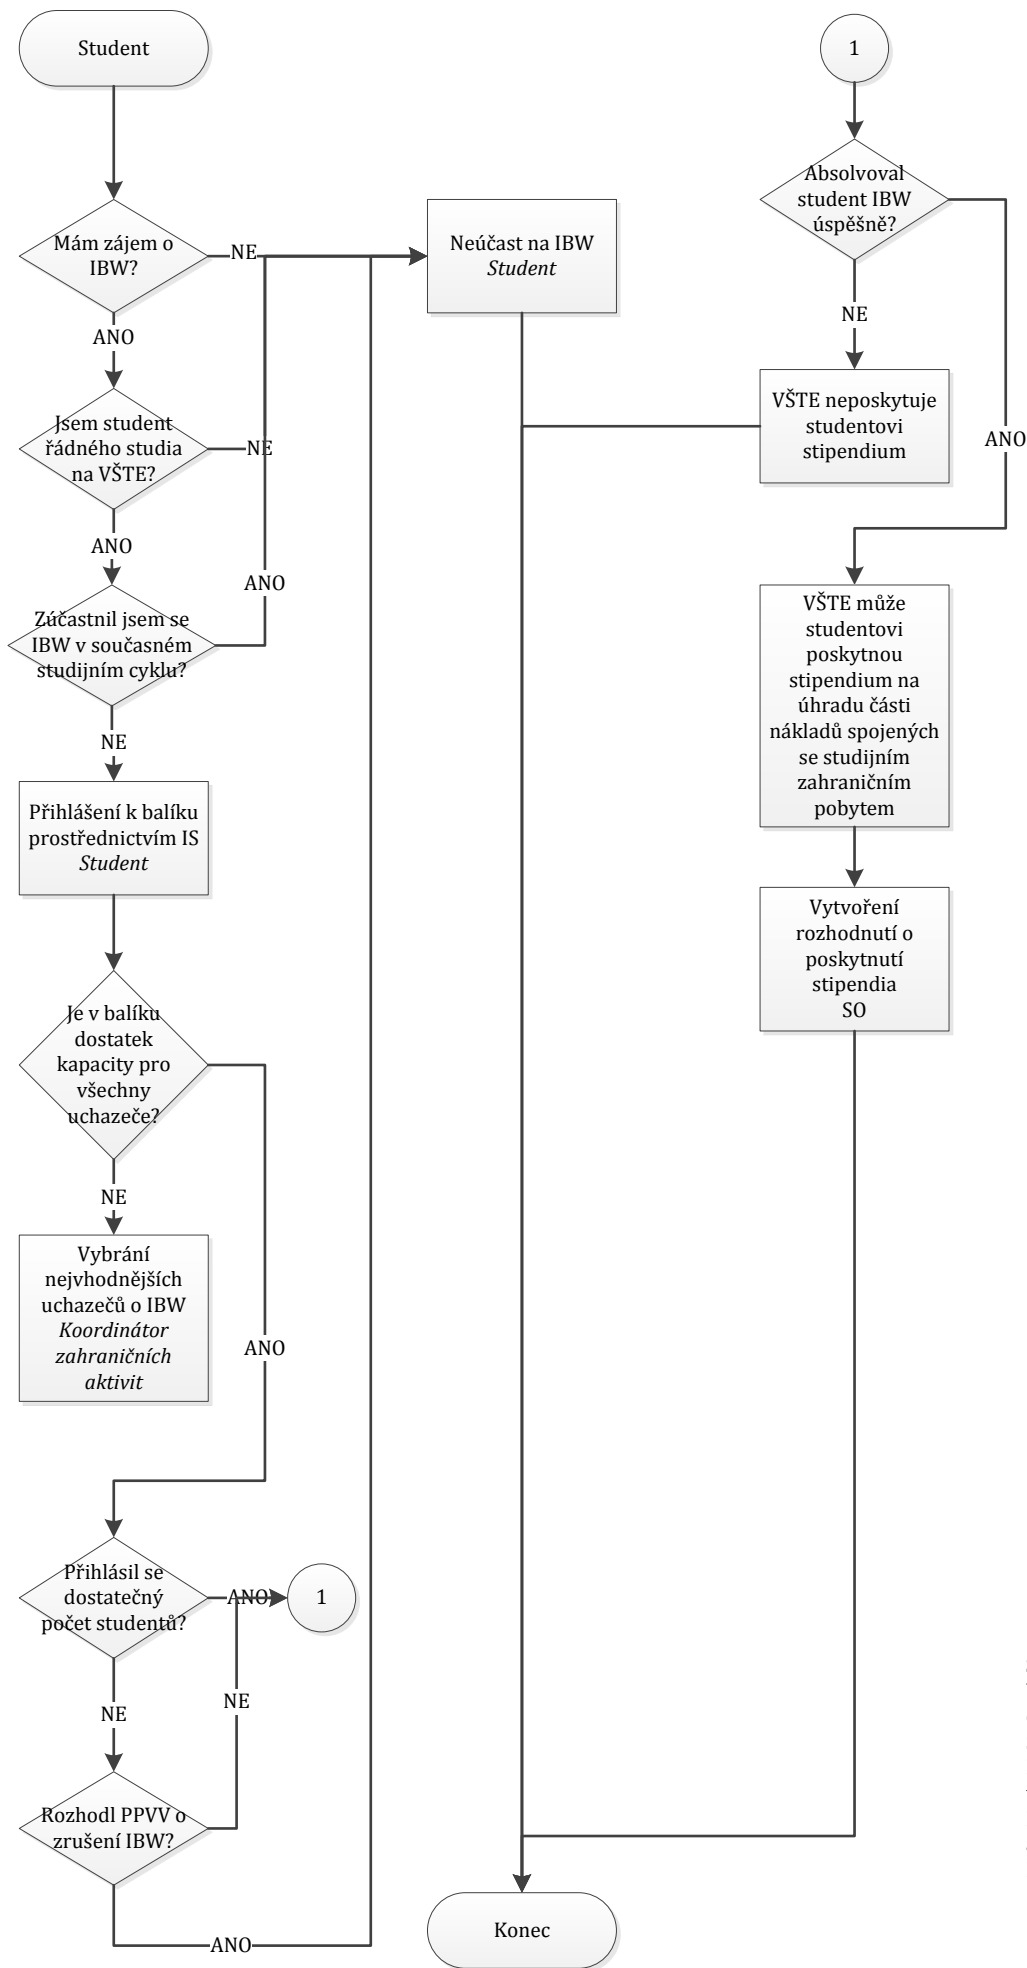 Student
Mám zájem o
IBW?
NE
ANO
Jsem student
řádného studia
na VŠTE?
NE
ANO
Zúčastnil jsem se
IBW v současném
studijním cyklu?
ANO
NE
Přihlášení k balíku
prostřednictvím IS
Student
Je v balíku
dostatek
kapacity pro
všechny
uchazeče?
NE
ANO
Vybrání
nejvhodnějších
uchazečů o IBW
Koordinátor
zahraničních
aktivit
Přihlásil se
dostatečný
počet studentů?
ANO
1
NE
NE
Rozhodl PPVV o
zrušení IBW?
ANO
Neúčast na IBW
Student
Konec
1
Absolvoval
student IBW
úspěšně?
NE
ANO
VŠTE neposkytuje
studentovi
stipendium
VŠTE může
studentovi
poskytnou
stipendium na
úhradu části
nákladů spojených
se studijním
zahraničním
pobytem
Vytvoření
rozhodnutí o
poskytnutí
stipendia
SO